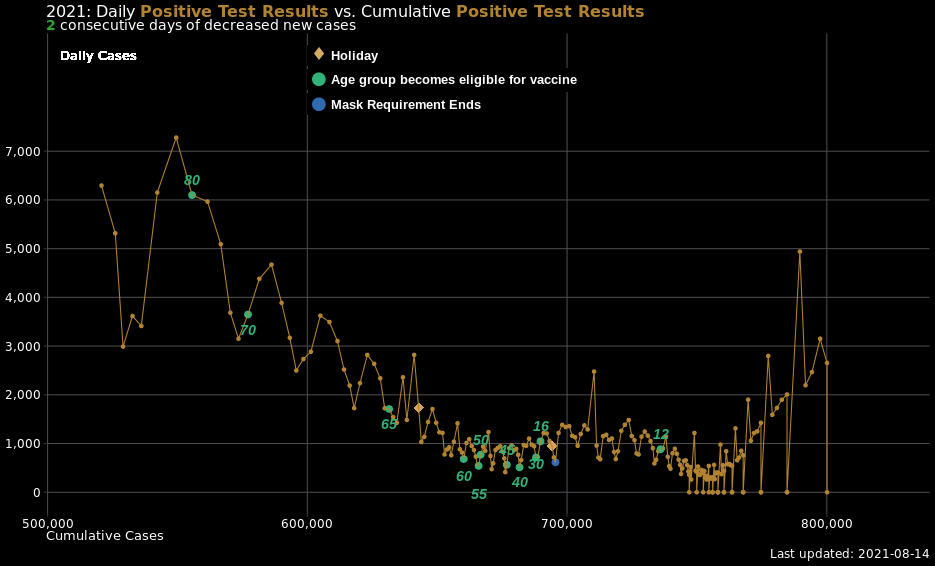 2021: Daily Positive Test Results vs. Cumulative Positive Test Results
2 consecutive days of decreased new cases
Daily Cases
Holiday
Age group becomes eligible for vaccine
Mask Requirement Ends
7,000
6,000
5,000
4,000
3,000
2,000
1,000
0
80
70
65
60
50
55
45
40
30
16
12
500,000
600,000
700,000
800,000
Cumulative Cases
Last updated: 2021-08-14